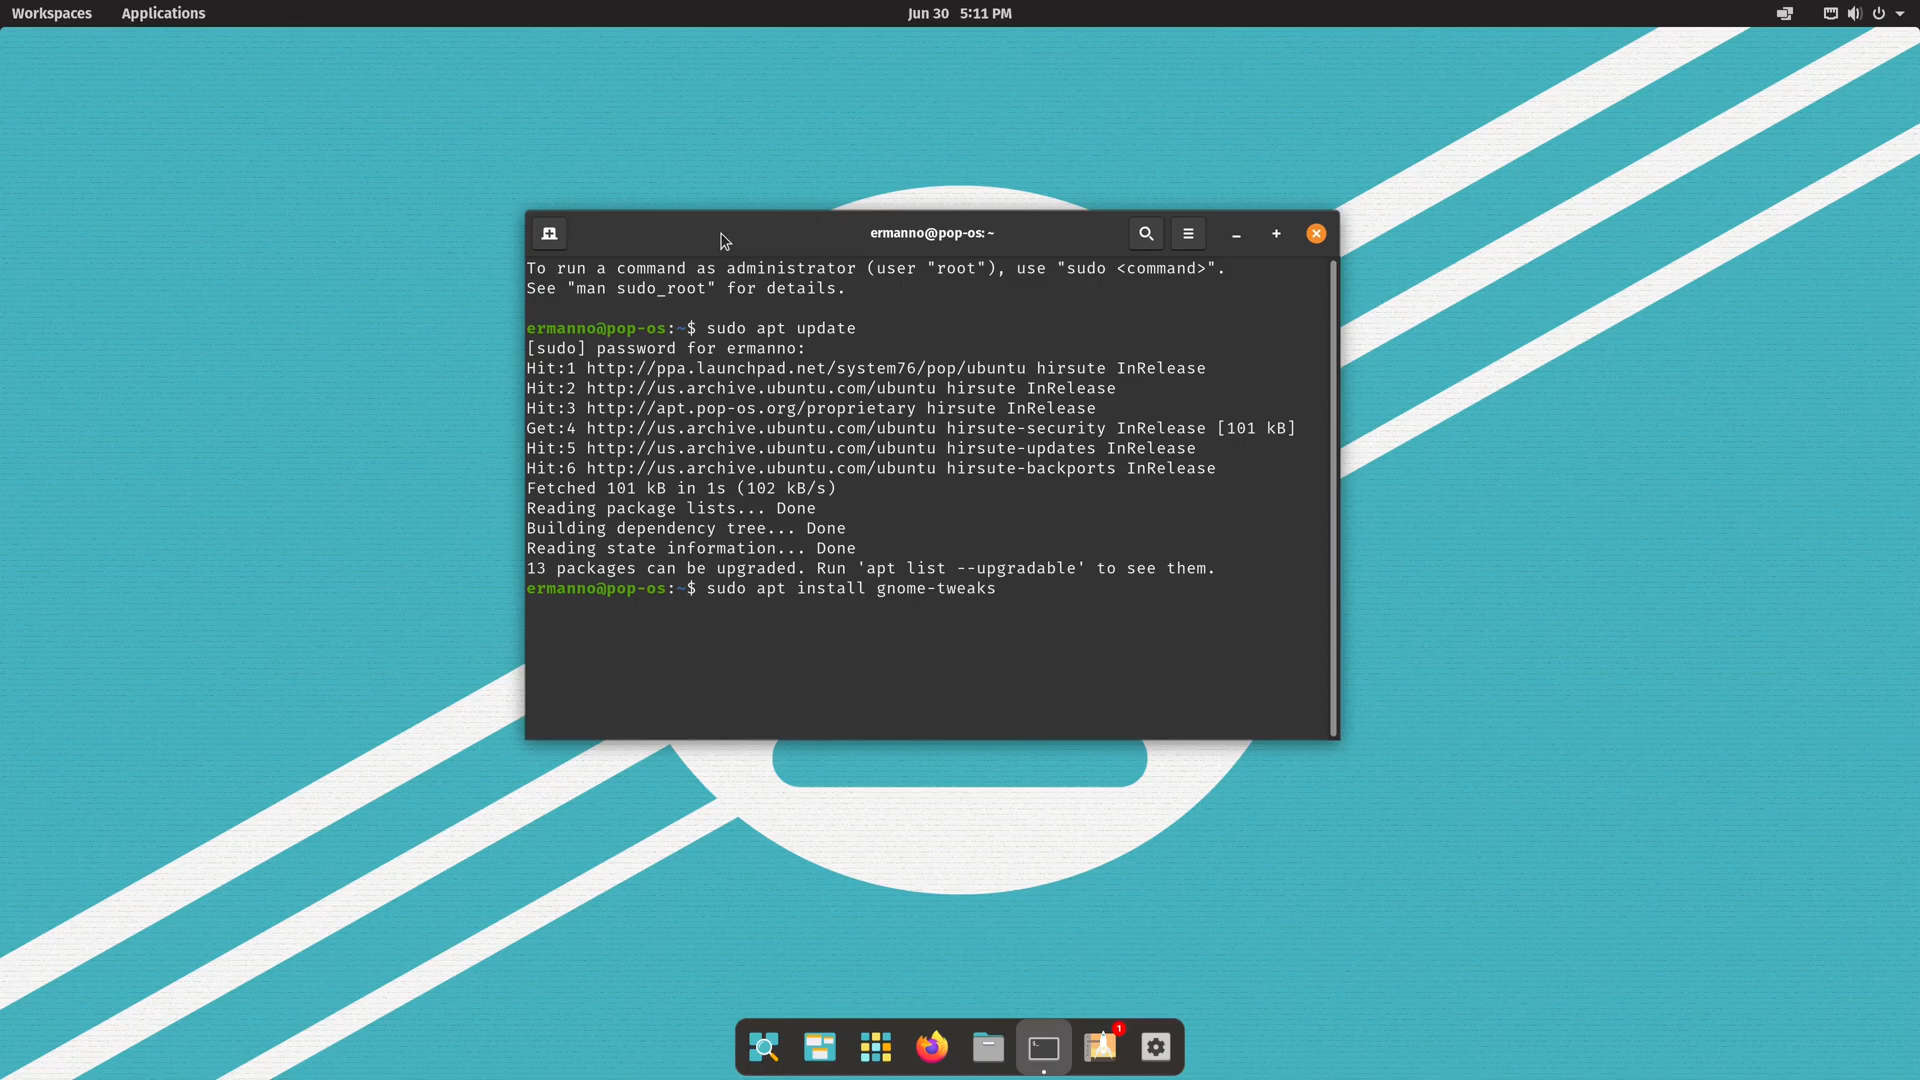 Workspaces Applications Jun 30 5:11 PM
ermanno@pop-os: ~
To run a command as administrator (user "root"), use "sudo <command>".
See "man sudo_root" for details.
ermanno@pop-os:~$ sudo apt update
[sudo] password for ermanno:
Hit:1 http://ppa.launchpad.net/system76/pop/ubuntu hirsute InRelease
Hit:2 http://us.archive.ubuntu.com/ubuntu hirsute InRelease
Hit:3 http://apt.pop-os.org/proprietary hirsute InRelease
Get:4 http://us.archive.ubuntu.com/ubuntu hirsute-security InRelease [101 kB]
Hit:5 http://us.archive.ubuntu.com/ubuntu hirsute-updates InRelease
Hit:6 http://us.archive.ubuntu.com/ubuntu hirsute-backports InRelease
Fetched 101 kB in 1s (102 kB/s)
Reading package lists... Done
Building dependency tree... Done
Reading state information... Done
13 packages can be upgraded. Run 'apt list --upgradable' to see them.
ermanno@pop-os:~$ sudo apt install gnome-tweaks
1